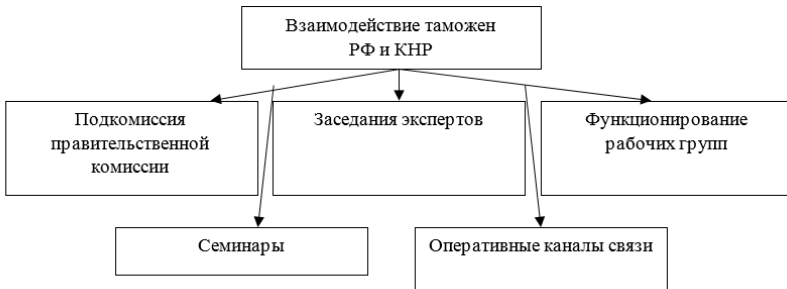 Взаимодействие таможен
РФ и КНР
Подкомиссия
правительственной
комиссии
Заседания экспертов
Функционирование
рабочих групп
Семинары
Оперативные каналы связи